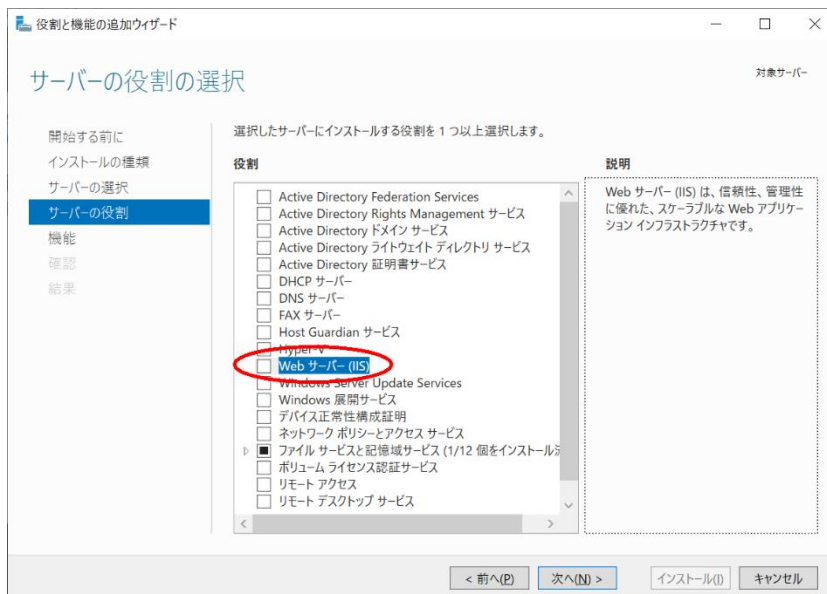 役割と機能の追加ウィザード
サーバーの役割の選択
対象サーバー
開始する前に
インストールの種類
サーバーの選択
サーバーの役割
機能
確認
結果
選択したサーバーにインストールする役割を 1 つ以上選択します。
役割
Active Directory Federation Services
Active Directory Rights Management サービス
Active Directory ドメイン サービス
Active Directory ライトウェイト ディレクトリ サービス
Active Directory 証明書サービス
DHCP サーバー
DNS サーバー
FAX サーバー
Host Guardian サービス
Hyper-V
Web サーバー (IIS)
Windows Server Update Services
Windows 展開サービス
デバイス正常性構成証明
ネットワーク ポリシーとアクセス サービス
ファイル サービスと記憶域サービス (1/12 個をインストール済
ボリューム ライセンス認証サービス
リモート アクセス
リモート デスクトップ サービス
説明
Web サーバー (IIS) は、信頼性、管理性
に優れた、スケーラブルな Web アプリケー
ション インフラストラクチャです。
< 前へ(P)
次へ(N) >
インストール(I)
キャンセル